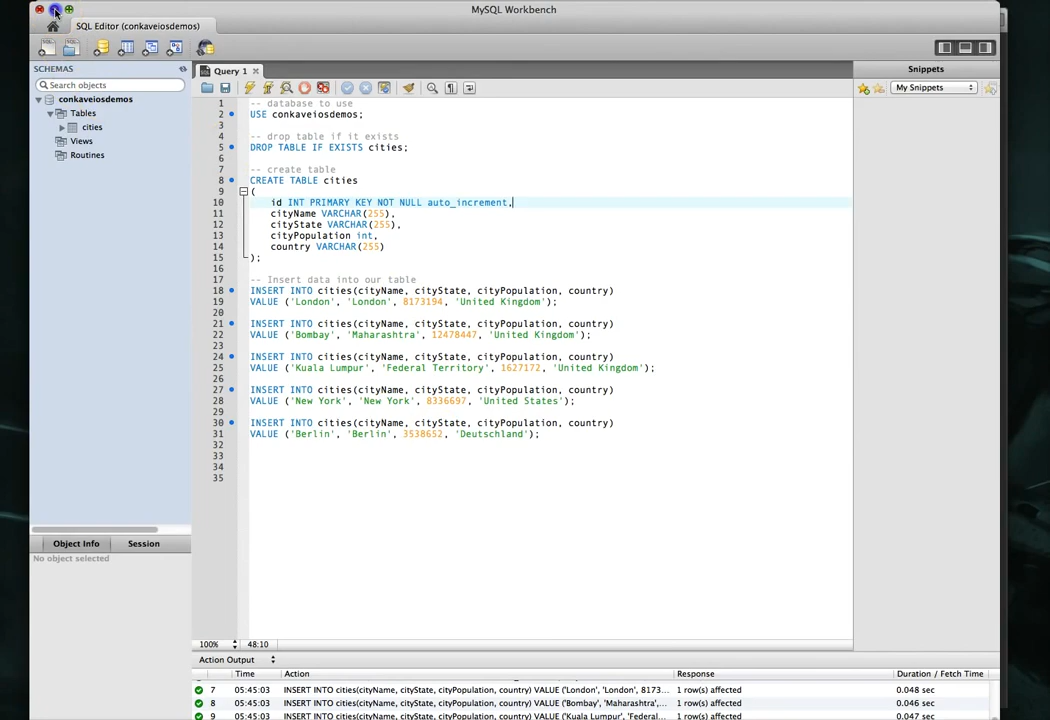 MySQL Workbench
SQL Editor (conkaveiosdemos)
SCHEMAS
Search objects
conkaveiosdemos
Tables
cities
Views
Routines
Object Info Session
No object selected
Query 1
1 -- database to use
2 USE conkaveiosdemos;
3
4 -- drop table if it exists
5 DROP TABLE IF EXISTS cities;
6
7 -- create table
8 CREATE TABLE cities
9 (
10 id INT PRIMARY KEY NOT NULL auto_increment,
11 cityName VARCHAR(255),
12 cityState VARCHAR(255),
13 cityPopulation int,
14 country VARCHAR(255)
15 );
16
17 -- Insert data into our table
18 INSERT INTO cities(cityName, cityState, cityPopulation, country)
19 VALUE ('London', 'London', 8173194, 'United Kingdom');
20
21 INSERT INTO cities(cityName, cityState, cityPopulation, country)
22 VALUE ('Bombay', 'Maharashtra', 12478447, 'United Kingdom');
23
24 INSERT INTO cities(cityName, cityState, cityPopulation, country)
25 VALUE ('Kuala Lumpur', 'Federal Territory', 1627172, 'United Kingdom');
26
27 INSERT INTO cities(cityName, cityState, cityPopulation, country)
28 VALUE ('New York', 'New York', 8336697, 'United States');
29
30 INSERT INTO cities(cityName, cityState, cityPopulation, country)
31 VALUE ('Berlin', 'Berlin', 3538652, 'Deutschland');
32
33
34
35
100% 48:10
Snippets
My Snippets
Action Output
Time Action Response Duration / Fetch Time
7 05:45:03 INSERT INTO cities(cityName, cityState, cityPopulation, country) VALUE ('London', 'London', 8173... 1 row(s) affected 0.048 sec
8 05:45:03 INSERT INTO cities(cityName, cityState, cityPopulation, country) VALUE ('Bombay', 'Maharashtra',... 1 row(s) affected 0.046 sec
9 05:45:03 INSERT INTO cities(cityName, cityState, cityPopulation, country) VALUE ('Kuala Lumpur', 'Federal... 1 row(s) affected 0.044 sec